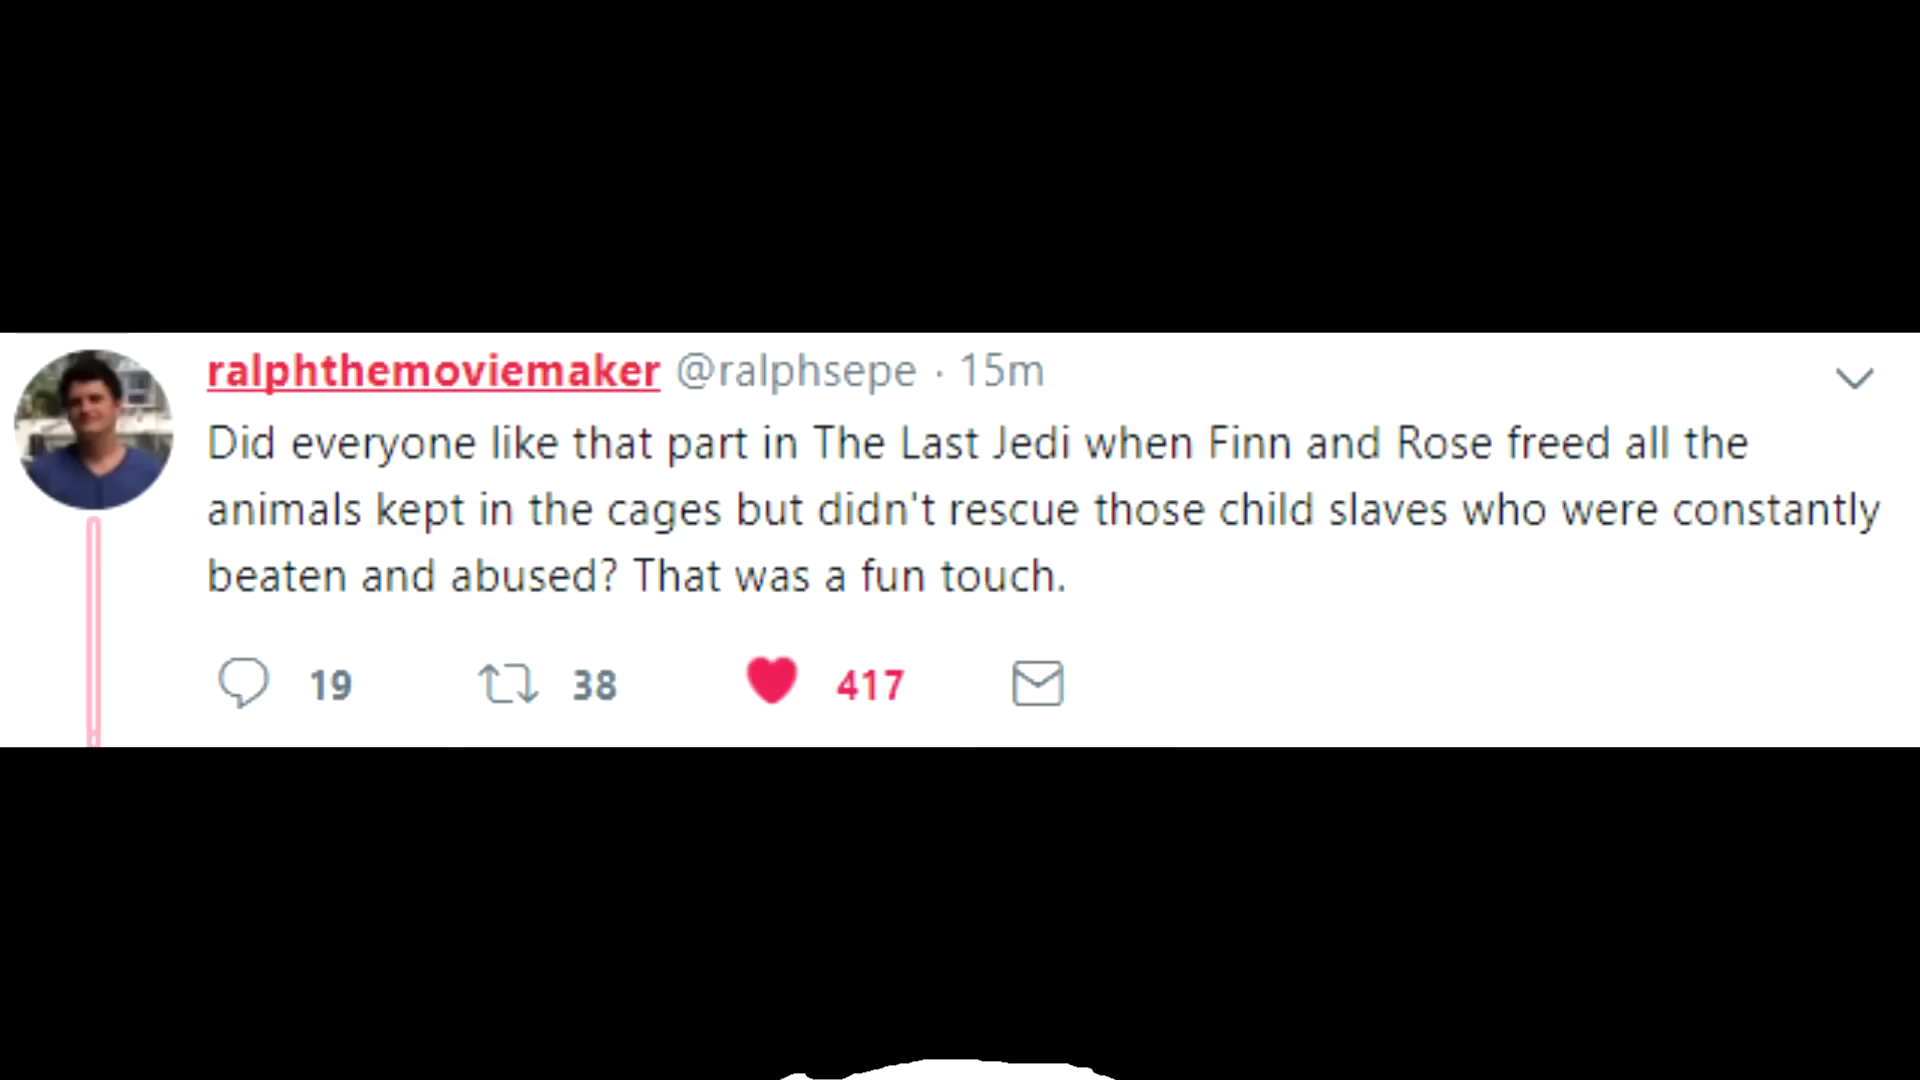 ralphthemoviemaker @ralphsepe · 15m
Did everyone like that part in The Last Jedi when Finn and Rose freed all the
animals kept in the cages but didn't rescue those child slaves who were constantly
beaten and abused? That was a fun touch.
19 38 417